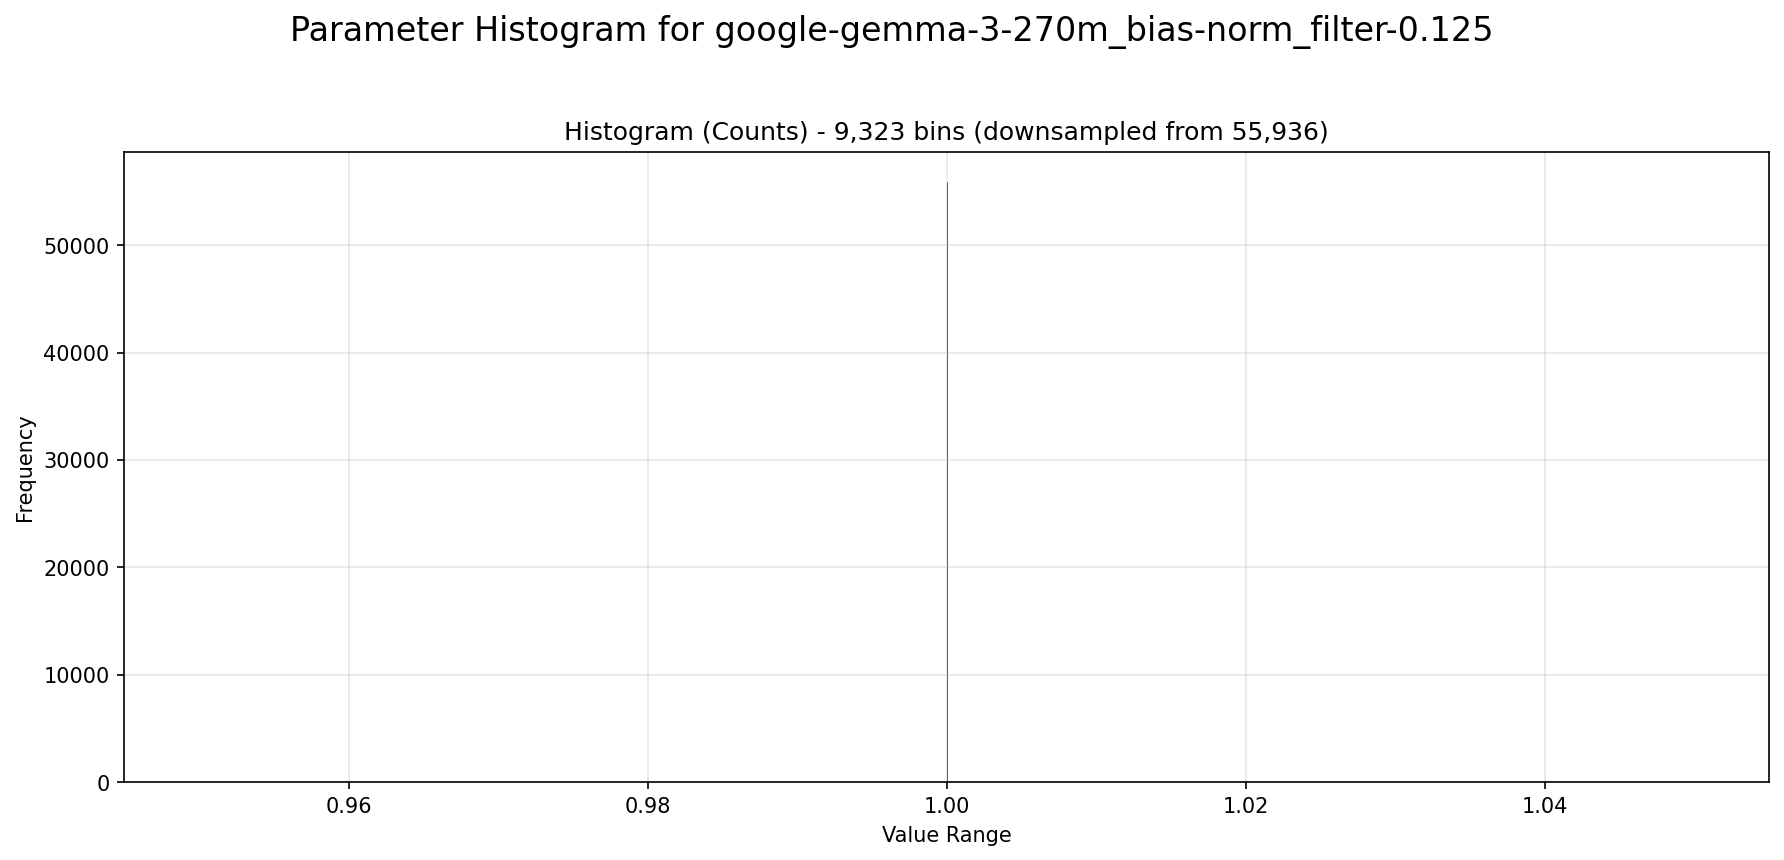 Parameter Histogram for google-gemma-3-270m_bias-norm_filter-0.125
Histogram (Counts) - 9,323 bins (downsampled from 55,936)
Frequency
50000
40000
30000
20000
10000
0
0.96 0.98 1.00 1.02 1.04
Value Range